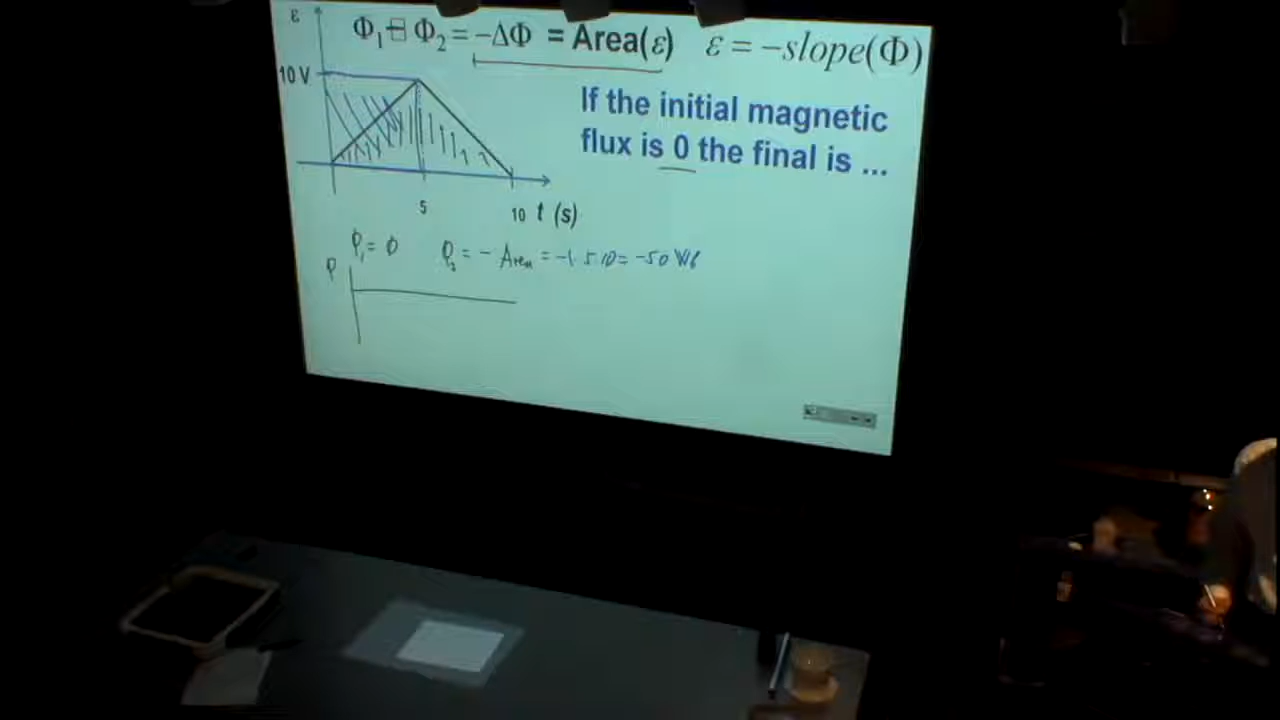 ε
Φ₁ - Φ₂ = -ΔΦ = Area(ε) ε = -slope(Φ)
10 V
If the initial magnetic
flux is 0 the final is ...
5
10 t (s)
φ₁ = 0 φ₂ = - Area = -1 5 10 = -50 Wb
φ